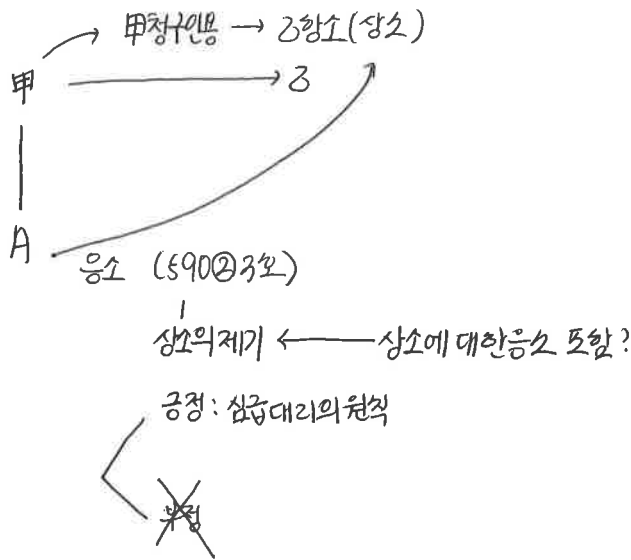 甲청구인용 → 乙항소(상소)
甲 → 乙
A
응소 (§90②3호)
상소의 제기 ← 상소에 대한 응소 포함?
긍정: 심급대리의 원칙
부정